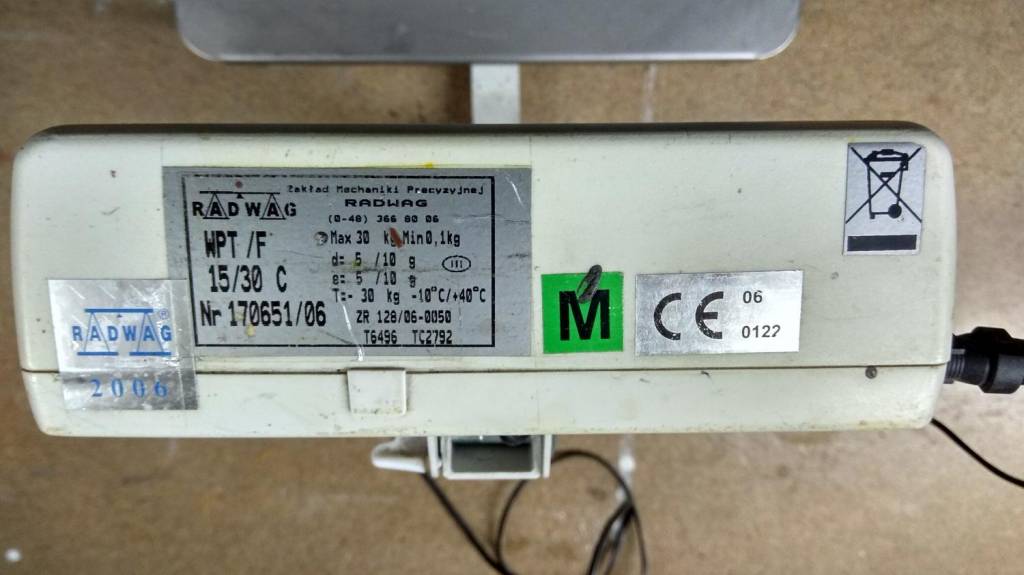 Zakład Mechaniki Precyzyjnej
RADWAG
RADWAG
(0-48) 366 80 06
WPT /F
15/30 C
Nr 170651/06
Max 30 kg Min 0,1kg
d= 5 /10 g
III
e= 5 /10 g
T=- 30 kg -10°C/+40°C
ZR 128/06-0050
T6496 TC2792
RADWAG®
2006
M
CE 06
0122